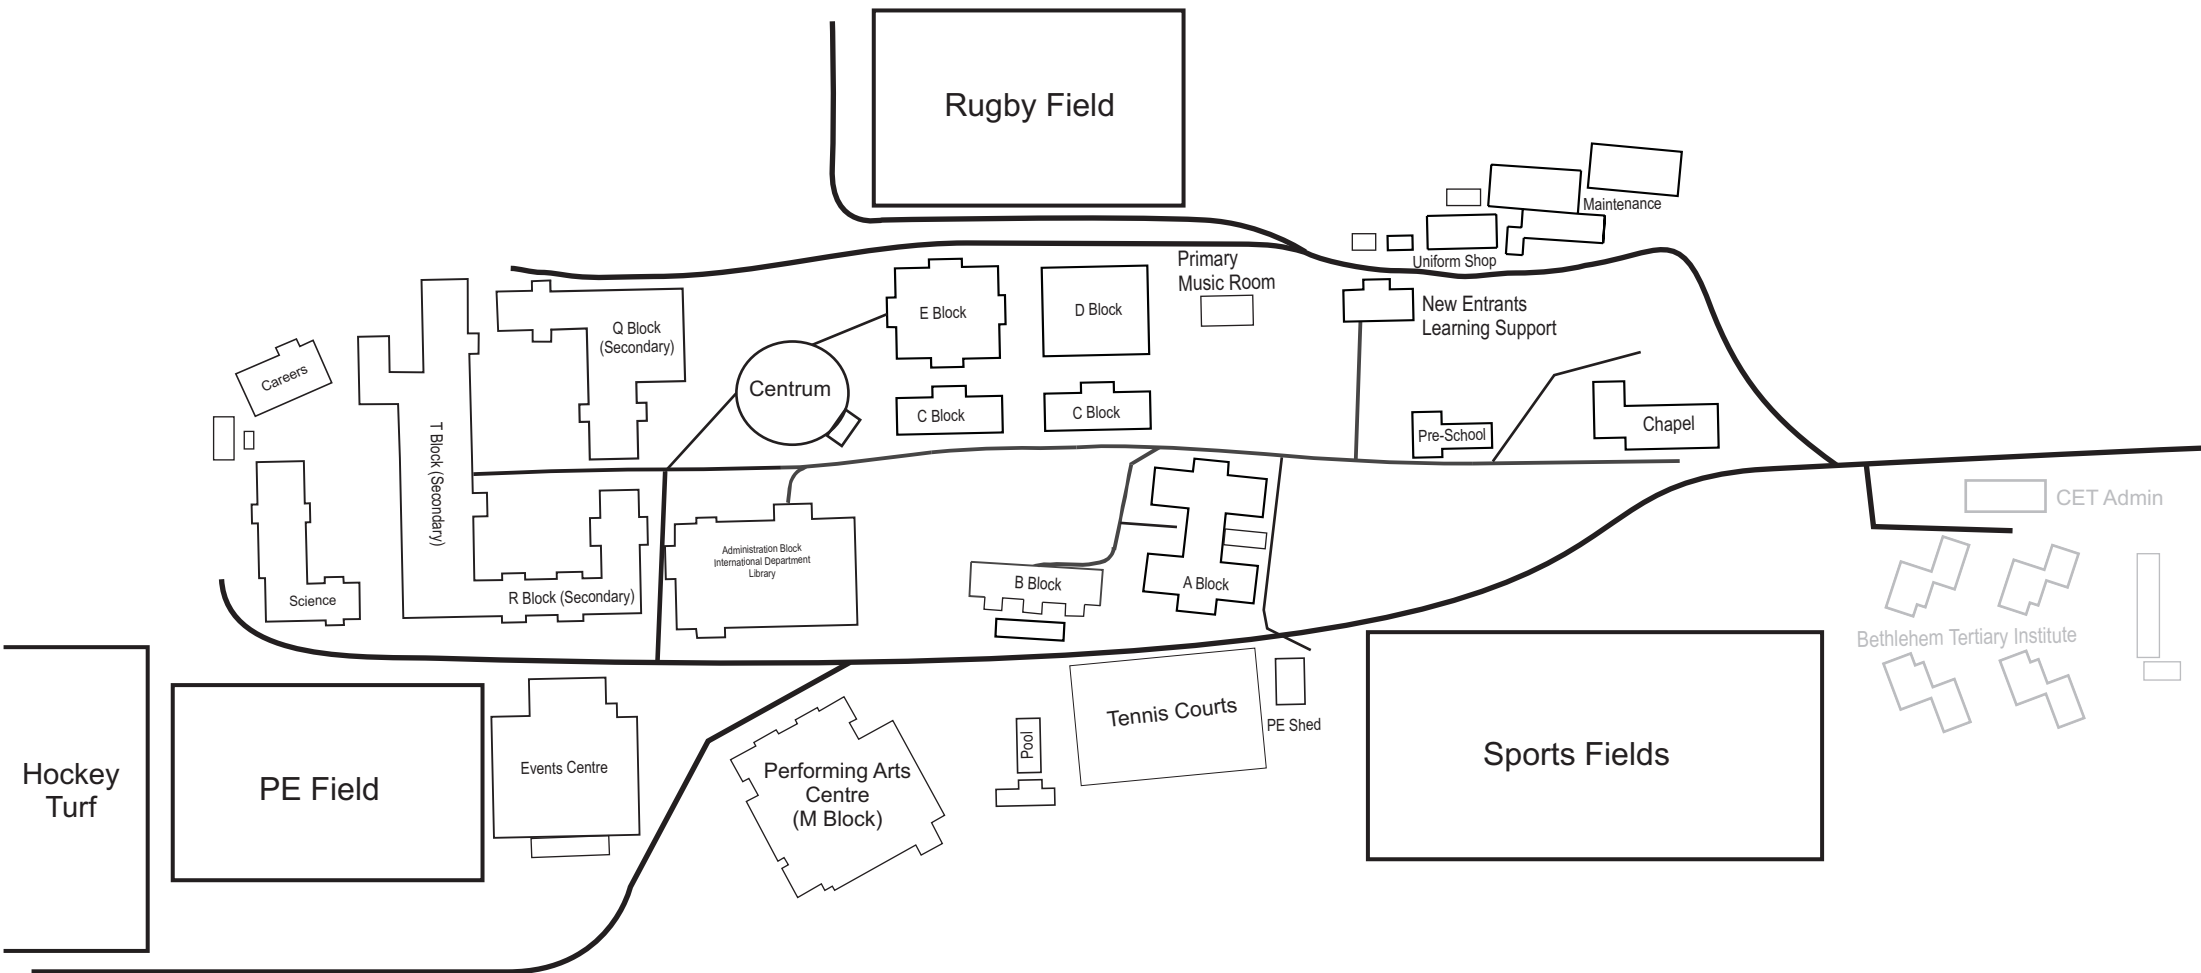 Rugby Field
Maintenance
Uniform Shop
Primary
Music Room
New Entrants
Learning Support
E Block
D Block
Q Block
(Secondary)
Careers
Centrum
C Block
C Block
Pre-School
Chapel
T Block (Secondary)
CET Admin
Administration Block
International Department
Library
B Block
A Block
Science
R Block (Secondary)
Bethlehem Tertiary Institute
Hockey
Turf
PE Field
Events Centre
Performing Arts
Centre
(M Block)
Pool
Tennis Courts
PE Shed
Sports Fields